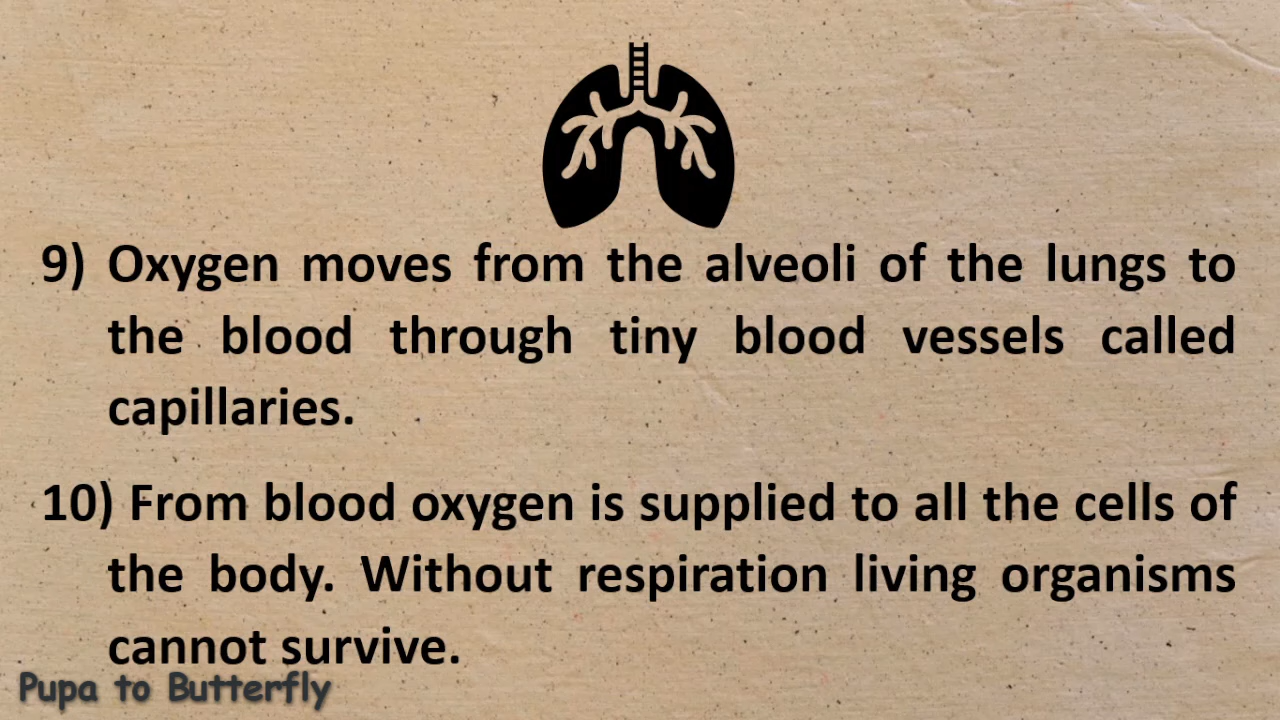 9) Oxygen moves from the alveoli of the lungs to
the blood through tiny blood vessels called
capillaries.
10) From blood oxygen is supplied to all the cells of
the body. Without respiration living organisms
cannot survive.
Pupa to Butterfly